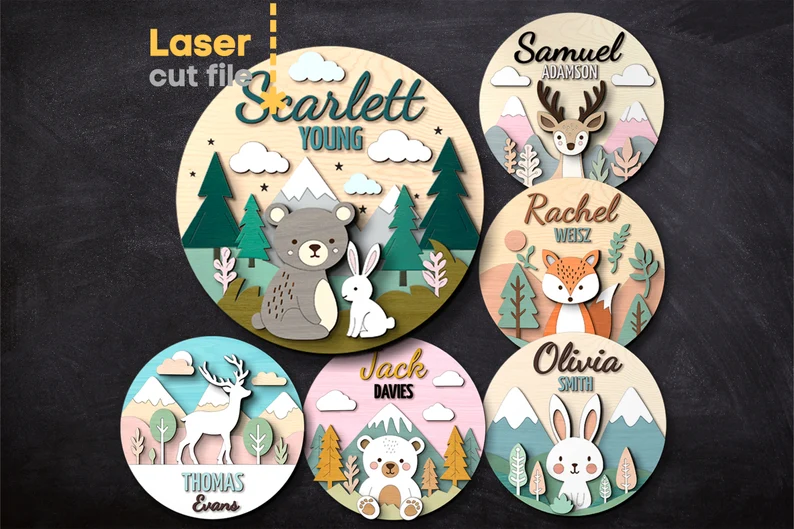 Laser
cut file
Scarlett
YOUNG
Samuel
ADAMSON
Rachel
WEISZ
Jack
DAVIES
Olivia
SMITH
THOMAS
Evans